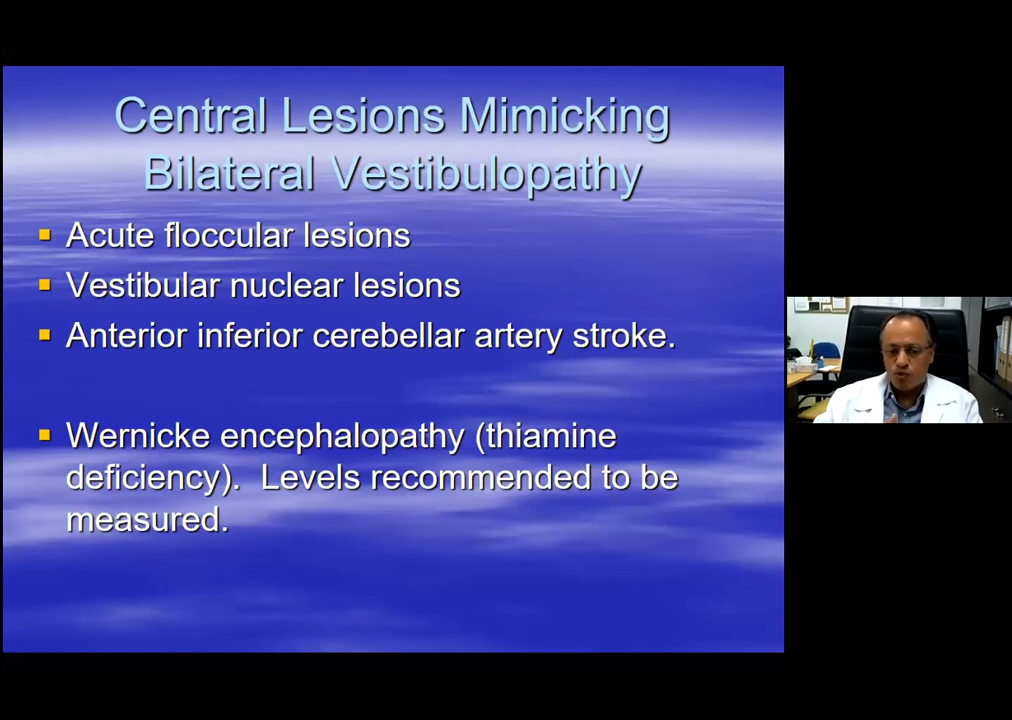 Central Lesions Mimicking
Bilateral Vestibulopathy
Acute floccular lesions
Vestibular nuclear lesions
Anterior inferior cerebellar artery stroke.
Wernicke encephalopathy (thiamine
deficiency).  Levels recommended to be
measured.